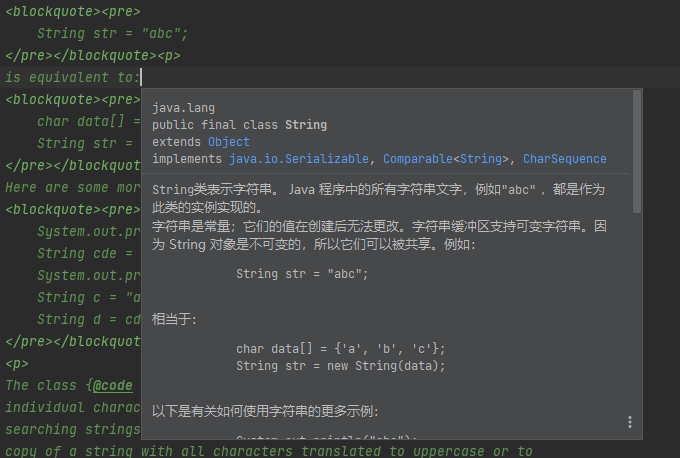 <blockquote><pre>
String str = "abc";
</pre></blockquote><p>
is equivalent to:
<blockquote><pre>
char data[] =
String str =
</pre></blockquot
Here are some mor
<blockquote><pre>
System.out.pr
String cde =
System.out.pr
String c = "a
String d = cd
</pre></blockquot
<p>
The class {@code
individual charac
searching strings
copy of a string with all characters translated to uppercase or to
java.lang
public final class String
extends Object
implements java.io.Serializable, Comparable<String>, CharSequence
String类表示字符串。 Java 程序中的所有字符串文字，例如"abc" ，都是作为
此类的实例实现的。
字符串是常量；它们的值在创建后无法更改。字符串缓冲区支持可变字符串。因
为 String 对象是不可变的，所以它们可以被共享。例如：
String str = "abc";
相当于：
char data[] = {'a', 'b', 'c'};
String str = new String(data);
以下是有关如何使用字符串的更多示例：
System.out.println("abc");